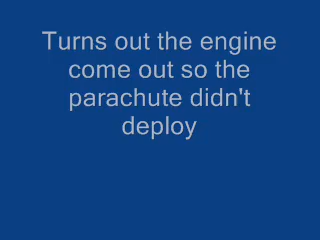 Turns out the engine
come out so the
parachute didn't
deploy